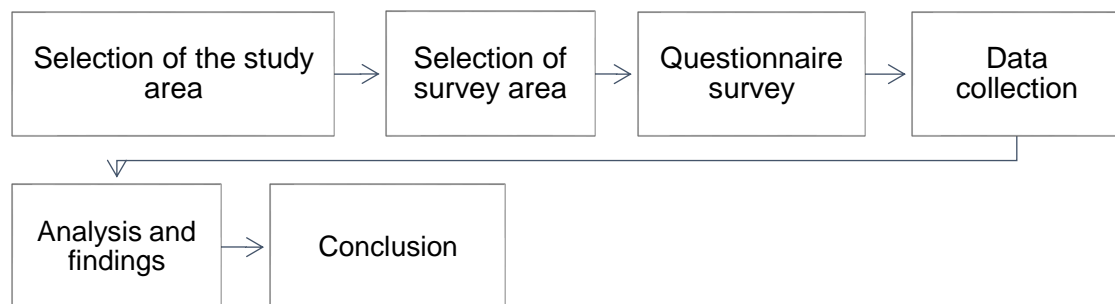 Selection of the study
area
Selection of
survey area
Questionnaire
survey
Data
collection
Analysis and
findings
Conclusion